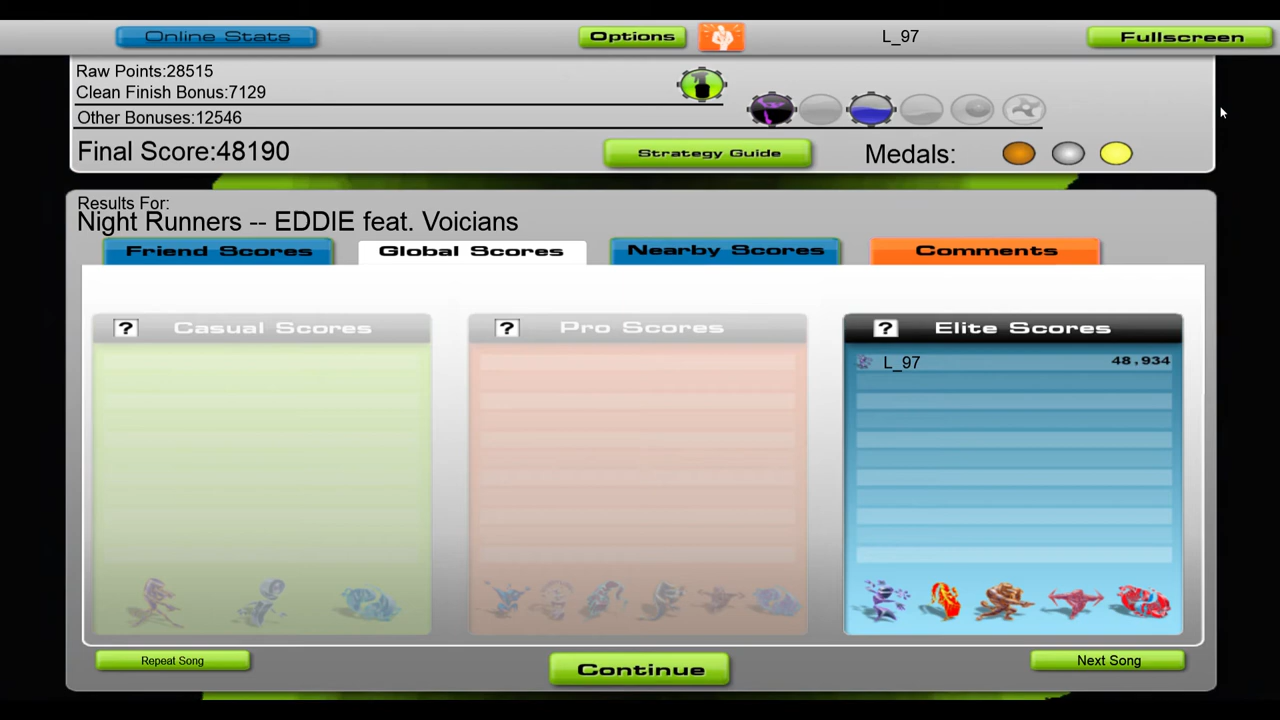 Online Stats
Options
L_97
Fullscreen
Raw Points:28515
Clean Finish Bonus:7129
Other Bonuses:12546
Final Score:48190
Strategy Guide
Medals:
Results For:
Night Runners -- EDDIE feat. Voicians
Friend Scores
Global Scores
Nearby Scores
Comments
? Casual Scores
? Pro Scores
? Elite Scores
L_97 48,934
Repeat Song
Continue
Next Song